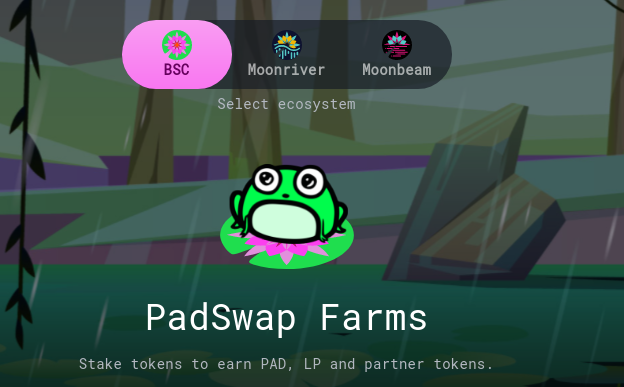 BSC
Moonriver
Moonbeam
Select ecosystem
PadSwap Farms
Stake tokens to earn PAD, LP and partner tokens.